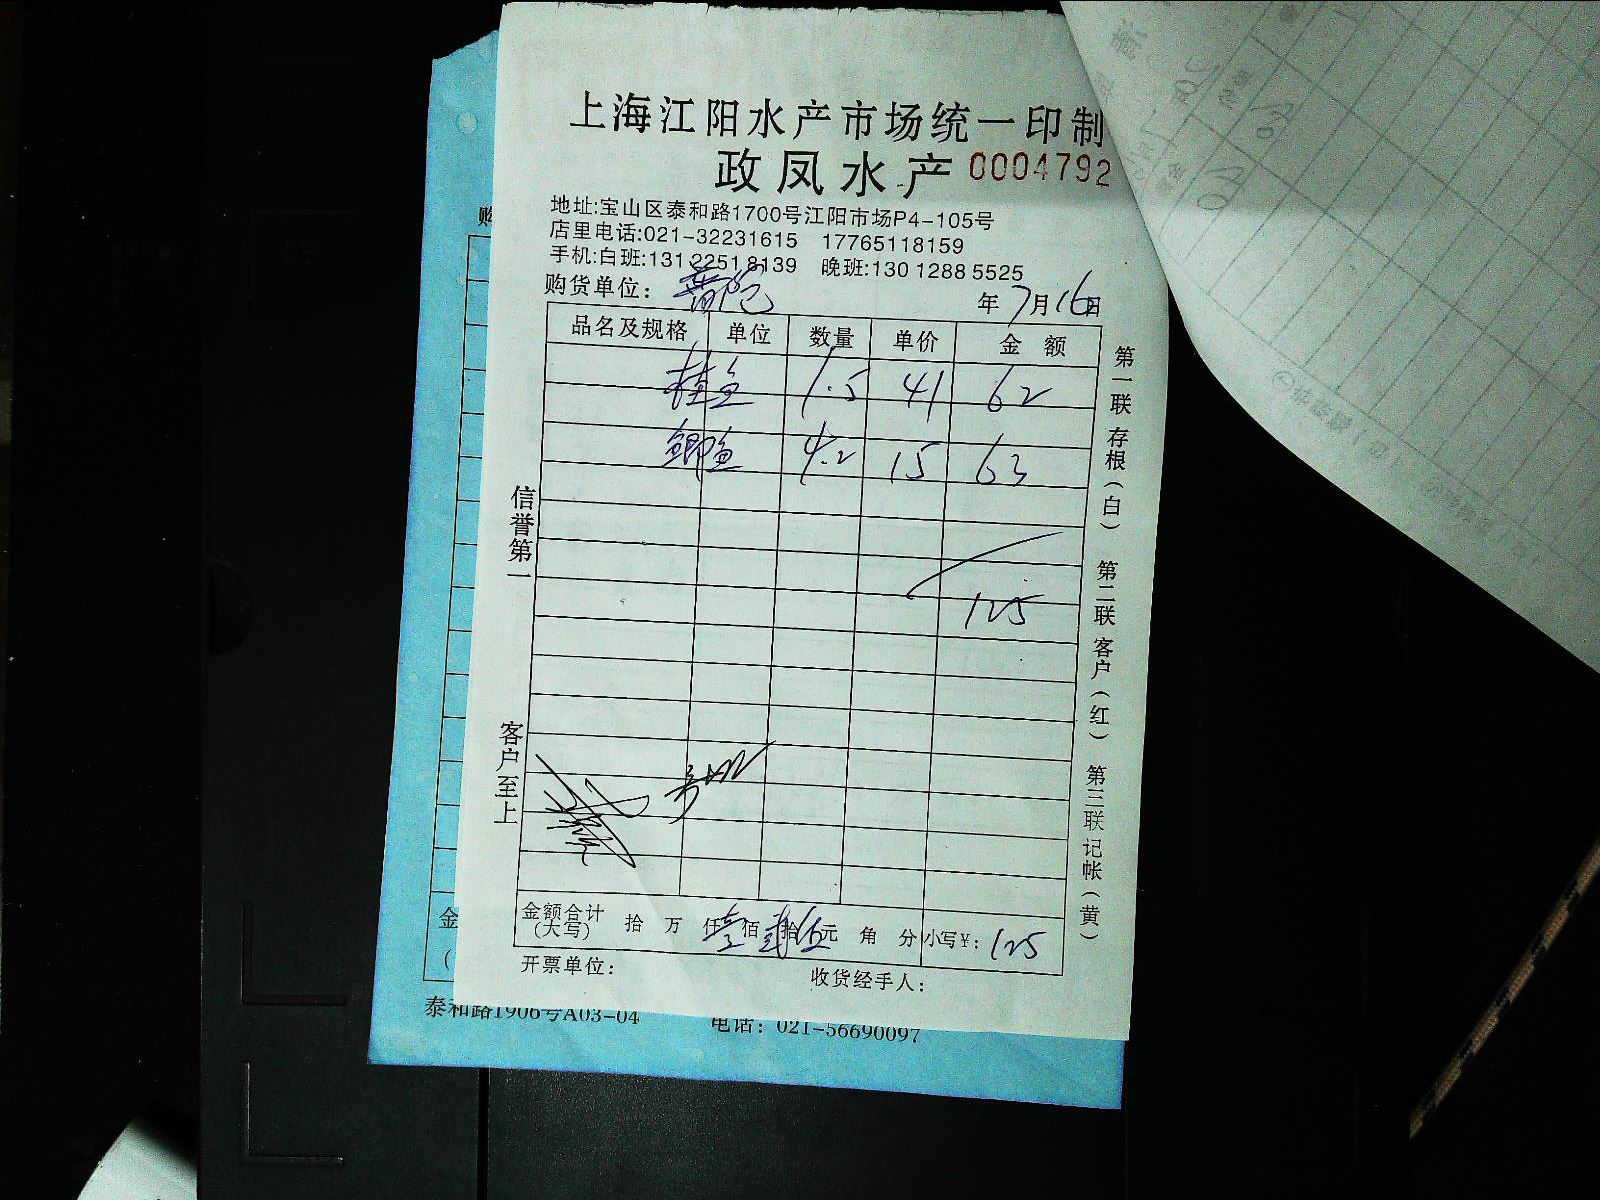 上海江阳水产市场统一印制
政凤水产 0004792
地址:宝山区泰和路1700号江阳市场P4-105号
店里电话:021-32231615 17765118159
手机:白班:131 2251 8139 晚班:130 1288 5525
购货单位:
年 7月16日
品名及规格 单位 数量 单价 金额
桂鱼 1.5 41 62
鲫鱼 4.2 15 63
125
金额合计(大写) 拾 万 仟壹佰贰拾伍元 角 分 小写¥: 125
开票单位: 收货经手人:
信誉第一
客户至上
第一联 存根(白) 第二联 客户(红) 第三联 记帐(黄)
购
金
泰和路1906号A03-04 电话: 021-56690097